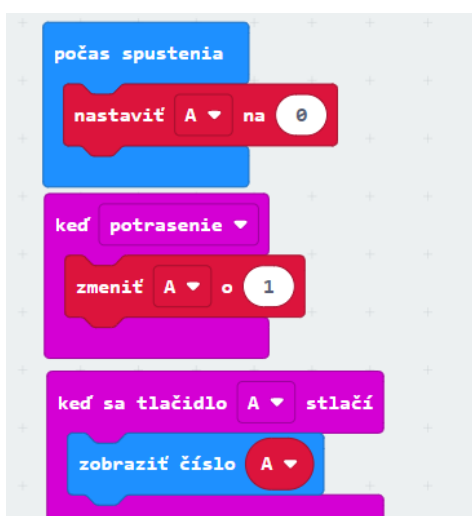 počas spustenia
nastaviť A na 0
keď potrasenie
zmeniť A o 1
keď sa tlačidlo A stlačí
zobraziť číslo A